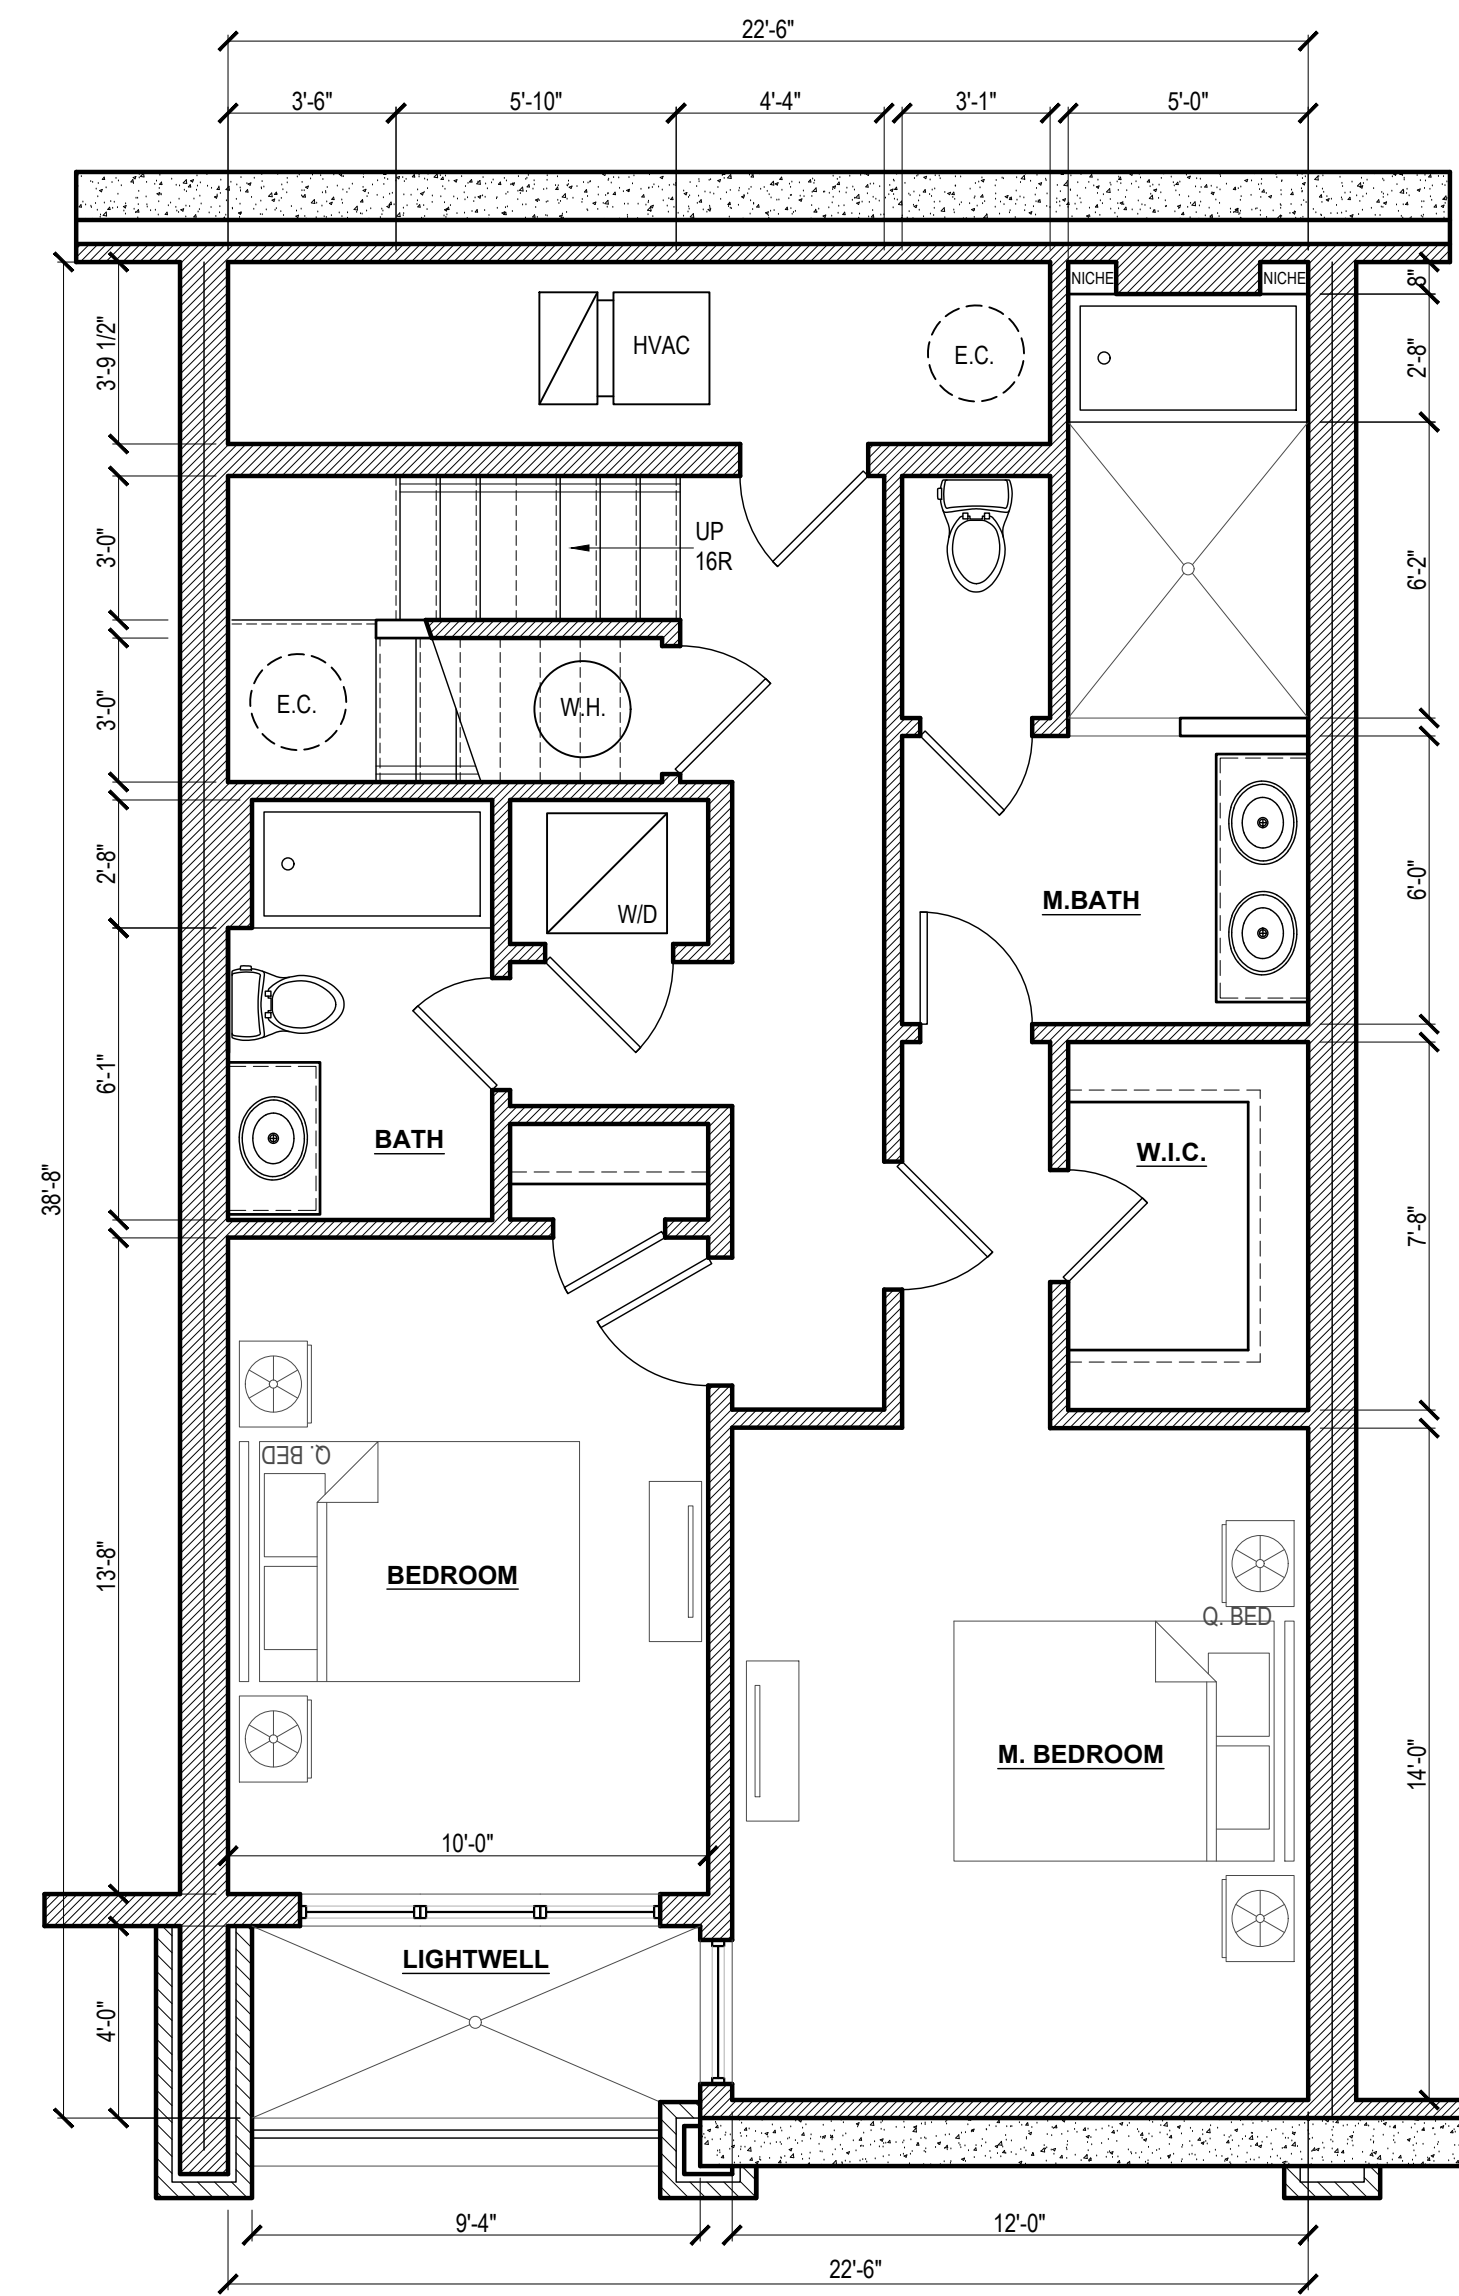 22'-6"
3'-6"
5'-10"
4'-4"
3'-1"
5'-0"
NICHE
NICHE
8"
3'-9 1/2"
HVAC
E.C.
2'-8"
3'-0"
UP
16R
6'-2"
3'-0"
E.C.
W.H.
2'-8"
W/D
M.BATH
6'-0"
6'-1"
BATH
W.I.C.
38'-8"
7'-8"
Q. BED
13'-8"
BEDROOM
Q. BED
M. BEDROOM
14'-0"
10'-0"
LIGHTWELL
4'-0"
9'-4"
12'-0"
22'-6"